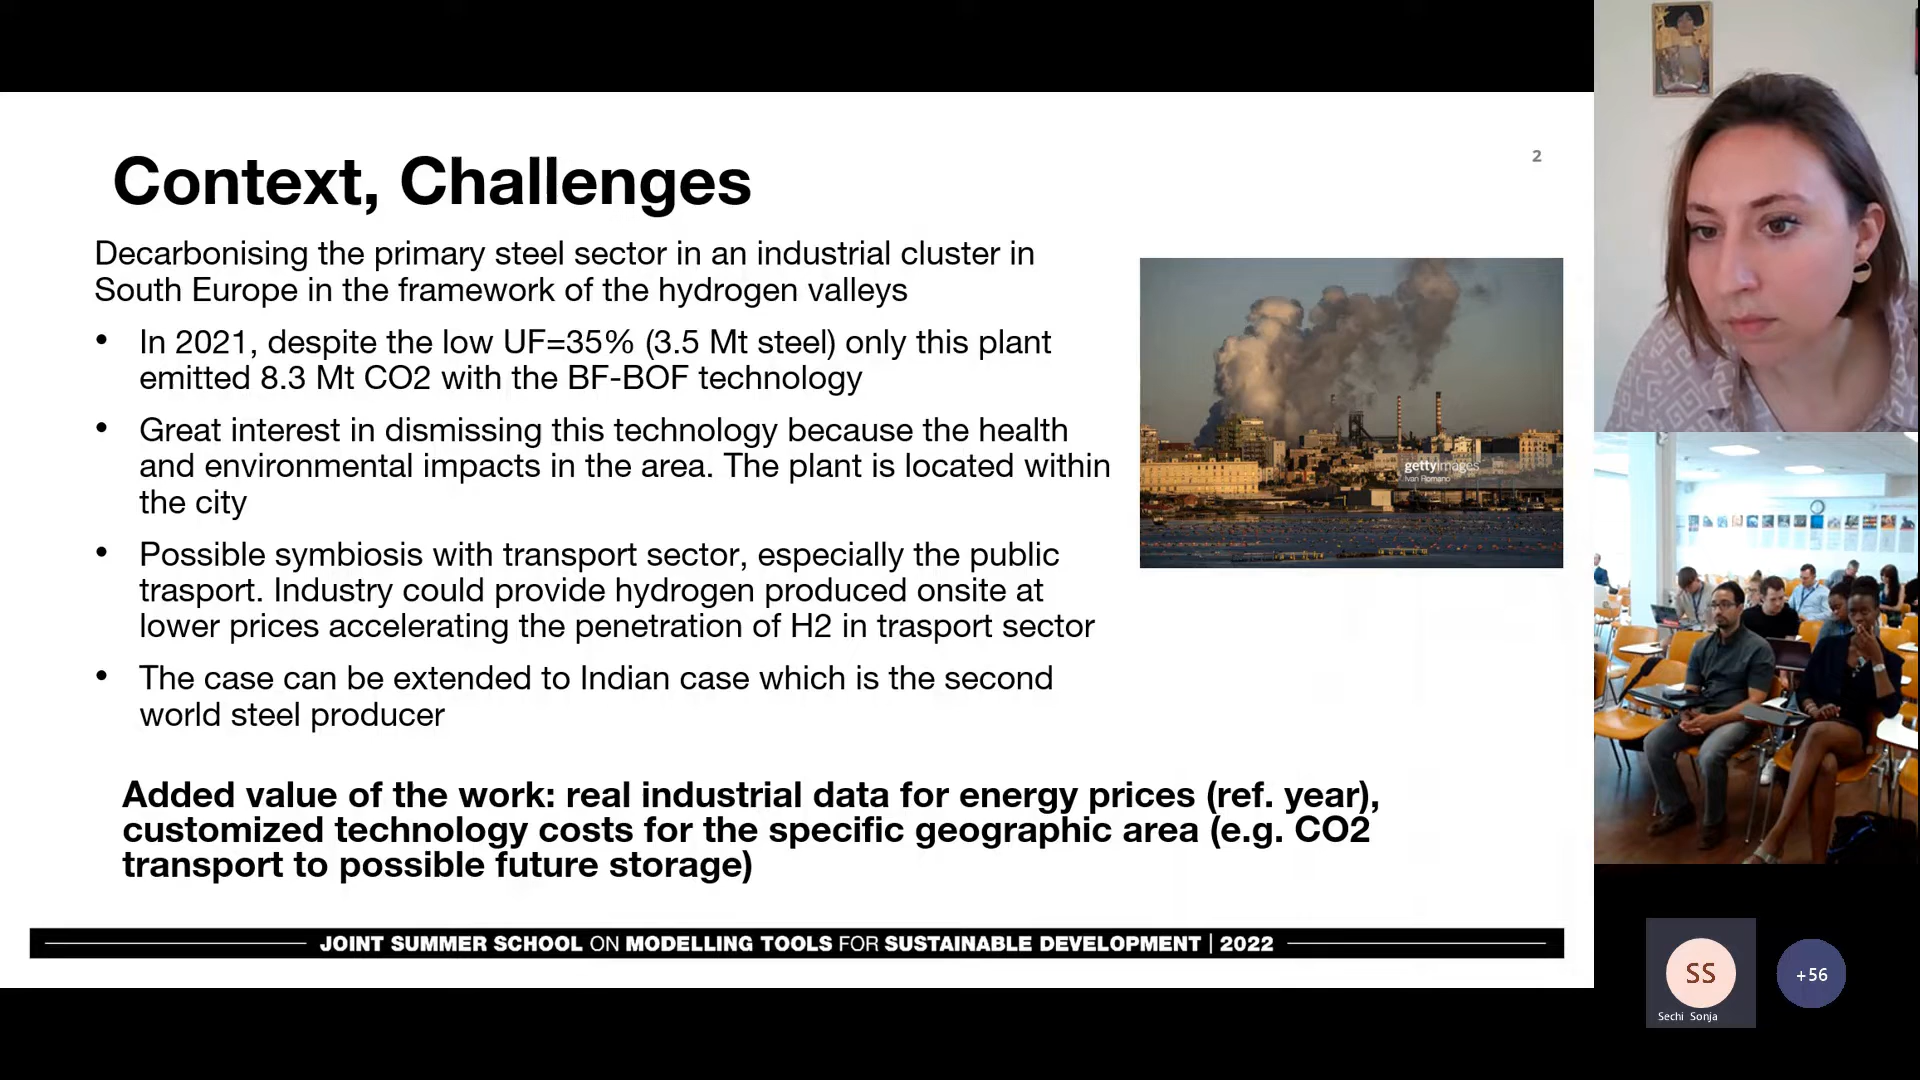 2
Context, Challenges
Decarbonising the primary steel sector in an industrial cluster in
South Europe in the framework of the hydrogen valleys
• In 2021, despite the low UF=35% (3.5 Mt steel) only this plant
emitted 8.3 Mt CO2 with the BF-BOF technology
• Great interest in dismissing this technology because the health
and environmental impacts in the area. The plant is located within
the city
• Possible symbiosis with transport sector, especially the public
trasport. Industry could provide hydrogen produced onsite at
lower prices accelerating the penetration of H2 in trasport sector
• The case can be extended to Indian case which is the second
world steel producer
gettyimages
Ivan Romano
Added value of the work: real industrial data for energy prices (ref. year),
customized technology costs for the specific geographic area (e.g. CO2
transport to possible future storage)
JOINT SUMMER SCHOOL ON MODELLING TOOLS FOR SUSTAINABLE DEVELOPMENT | 2022
SS
Sechi Sonja
+56